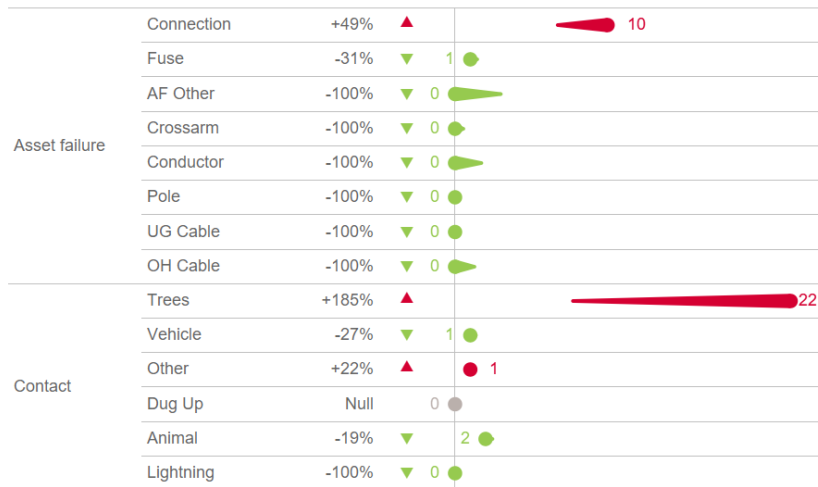 Connection +49% ▲ 10
Fuse -31% ▼ 1
AF Other -100% ▼ 0
Crossarm -100% ▼ 0
Asset failure
Conductor -100% ▼ 0
Pole -100% ▼ 0
UG Cable -100% ▼ 0
OH Cable -100% ▼ 0
Trees +185% ▲ 22
Vehicle -27% ▼ 1
Other +22% ▲ 1
Contact
Dug Up Null 0
Animal -19% ▼ 2
Lightning -100% ▼ 0